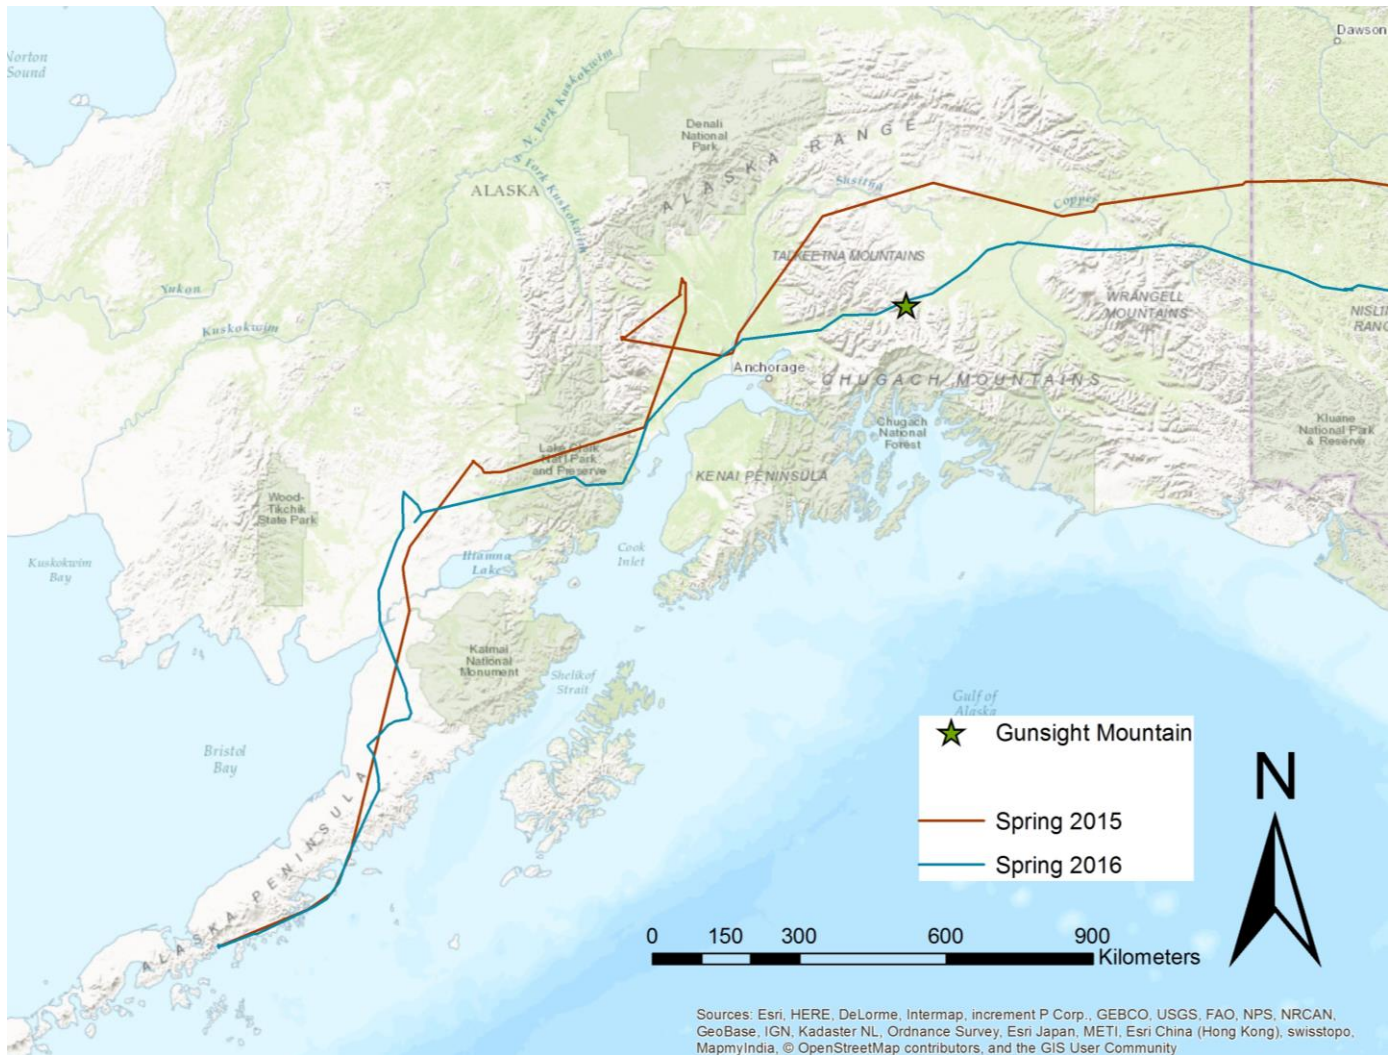 Norton
Sound
Dawson
N. Fork Kuskokwim
Denali
National
Park
ALASKA RANGE
S Fork Kuskokwim
ALASKA
Susitna
Copper
TALKEETNA MOUNTAINS
Yukon
Kuskokwim
WRANGELL
MOUNTAINS
NISLIN
RANG
Anchorage
CHUGACH MOUNTAINS
Chugach
National
Forest
Kluane
National Park
& Reserve
Lake Clark
Nat'l Park
and Preserve
KENAI PENINSULA
Wood-
Tikchik
State Park
Kuskokwim
Bay
Iliamna
Lake
Cook
Inlet
Katmai
National
Monument
Shelikof
Strait
Gulf of
Alaska
Bristol
Bay
ALASKA PENINSULA
Gunsight Mountain
Spring 2015
Spring 2016
N
0 150 300 600 900
Kilometers
Sources: Esri, HERE, DeLorme, Intermap, increment P Corp., GEBCO, USGS, FAO, NPS, NRCAN,
GeoBase, IGN, Kadaster NL, Ordnance Survey, Esri Japan, METI, Esri China (Hong Kong), swisstopo,
MapmyIndia, © OpenStreetMap contributors, and the GIS User Community